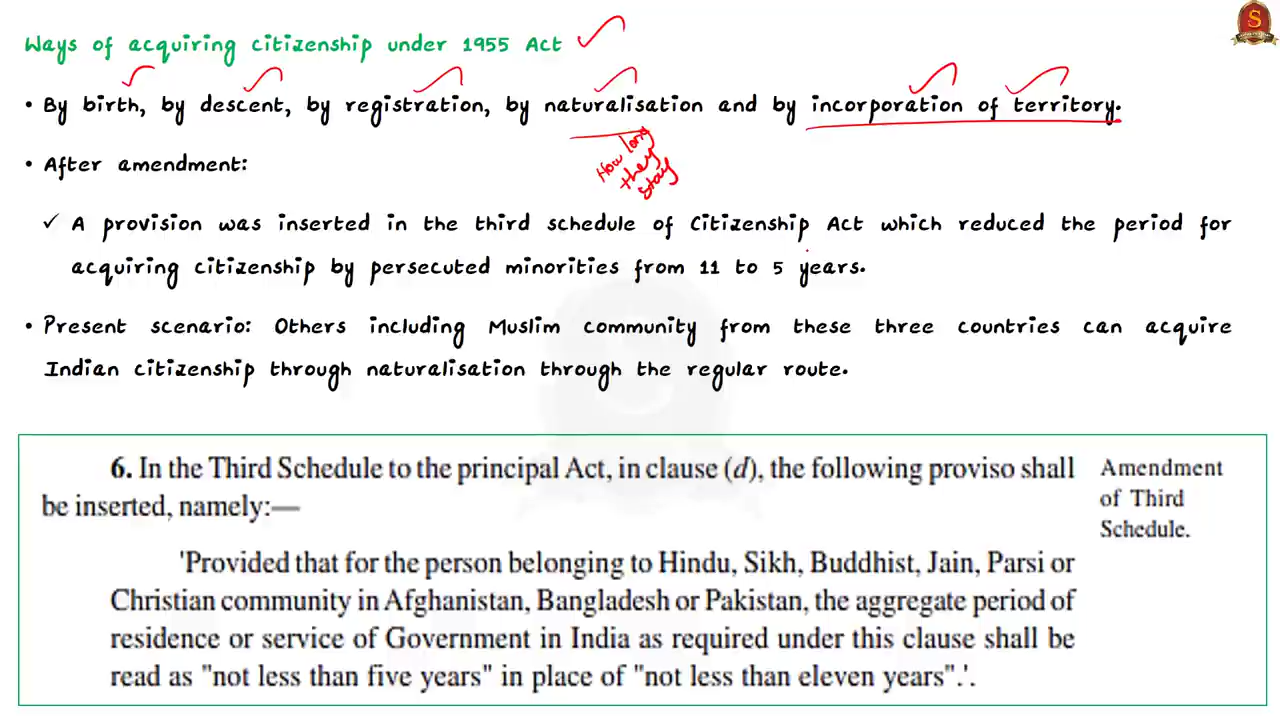 Ways of acquiring citizenship under 1955 Act
• By birth, by descent, by registration, by naturalisation and by incorporation of territory.
How long
they
stay
• After amendment:
✓ A provision was inserted in the third schedule of Citizenship Act which reduced the period for
acquiring citizenship by persecuted minorities from 11 to 5 years.
• Present scenario: Others including Muslim community from these three countries can acquire
Indian citizenship through naturalisation through the regular route.
6. In the Third Schedule to the principal Act, in clause (d), the following proviso shall
be inserted, namely:—
Amendment
of Third
Schedule.
'Provided that for the person belonging to Hindu, Sikh, Buddhist, Jain, Parsi or
Christian community in Afghanistan, Bangladesh or Pakistan, the aggregate period of
residence or service of Government in India as required under this clause shall be
read as "not less than five years" in place of "not less than eleven years".'.